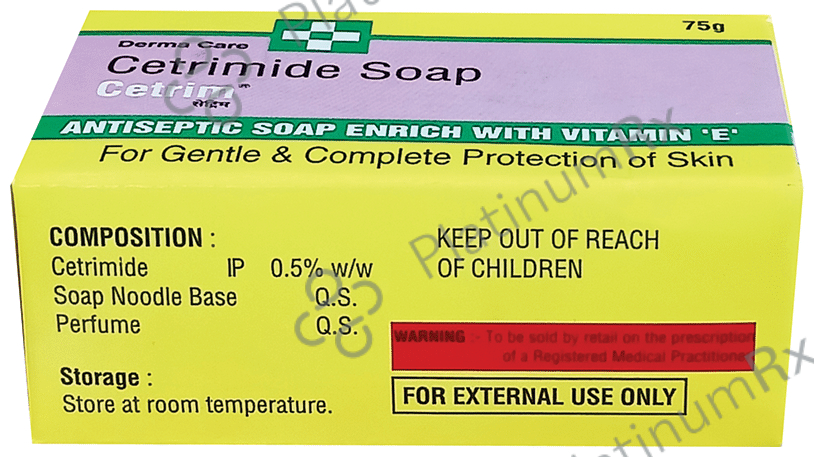 75g
Derma Care
Cetrimide Soap
Cetrim®
सेट्रिम
ANTISEPTIC SOAP ENRICH WITH VITAMIN 'E'
For Gentle & Complete Protection of Skin
COMPOSITION :
Cetrimide IP 0.5% w/w
Soap Noodle Base Q.S.
Perfume Q.S.
Storage :
Store at room temperature.
KEEP OUT OF REACH
OF CHILDREN
WARNING :- To be sold by retail on the prescription
of a Registered Medical Practitioner
FOR EXTERNAL USE ONLY
PlatinumRx
PlatinumRx